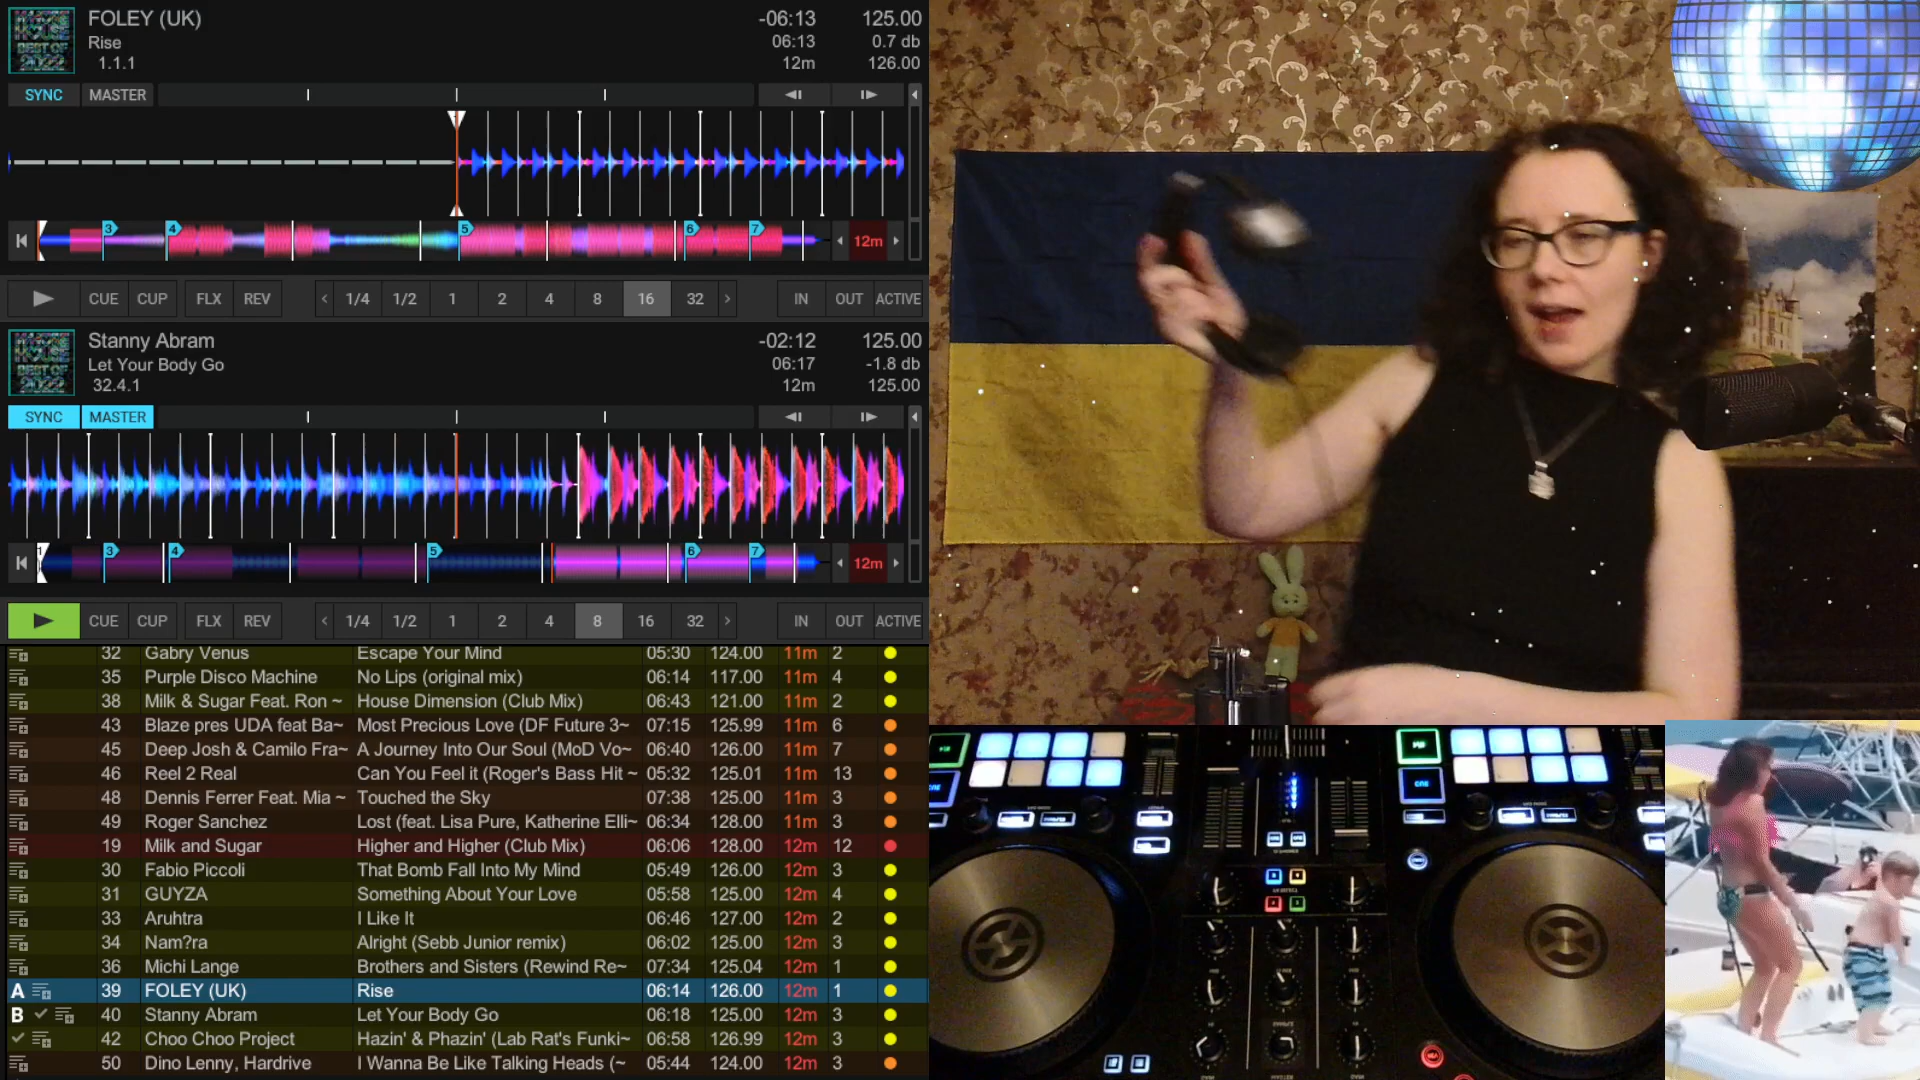 FOLEY (UK) -06:13 125.00
Rise 06:13 0.7 db
1.1.1 12m 126.00
SYNC MASTER
3 4 5 6 7 12m
CUE CUP FLX REV 1/4 1/2 1 2 4 8 16 32 IN OUT ACTIVE
Stanny Abram -02:12 125.00
Let Your Body Go 06:17 -1.8 db
32.4.1 12m 125.00
SYNC MASTER
1 3 4 5 6 7 12m
CUE CUP FLX REV 1/4 1/2 1 2 4 8 16 32 IN OUT ACTIVE
32 Gabry Venus Escape Your Mind 05:30 124.00 11m 2
35 Purple Disco Machine No Lips (original mix) 06:14 117.00 11m 4
38 Milk & Sugar Feat. Ron ~ House Dimension (Club Mix) 06:43 121.00 11m 2
43 Blaze pres UDA feat Ba~ Most Precious Love (DF Future 3~ 07:15 125.99 11m 6
45 Deep Josh & Camilo Fra~ A Journey Into Our Soul (MoD Vo~ 06:40 126.00 11m 7
46 Reel 2 Real Can You Feel it (Roger's Bass Hit ~ 05:32 125.01 11m 13
48 Dennis Ferrer Feat. Mia ~ Touched the Sky 07:38 125.00 11m 3
49 Roger Sanchez Lost (feat. Lisa Pure, Katherine Elli~ 06:34 128.00 11m 3
19 Milk and Sugar Higher and Higher (Club Mix) 06:06 128.00 12m 12
30 Fabio Piccoli That Bomb Fall Into My Mind 05:49 126.00 12m 3
31 GUYZA Something About Your Love 05:58 125.00 12m 4
33 Aruhtra I Like It 06:46 127.00 12m 2
34 Nam?ra Alright (Sebb Junior remix) 06:02 125.00 12m 3
36 Michi Lange Brothers and Sisters (Rewind Re~ 07:34 125.04 12m 1
A 39 FOLEY (UK) Rise 06:14 126.00 12m 1
B 40 Stanny Abram Let Your Body Go 06:18 125.00 12m 3
42 Choo Choo Project Hazin' & Phazin' (Lab Rat's Funki~ 06:58 126.99 12m 3
50 Dino Lenny, Hardrive I Wanna Be Like Talking Heads (~ 05:44 124.00 12m 3